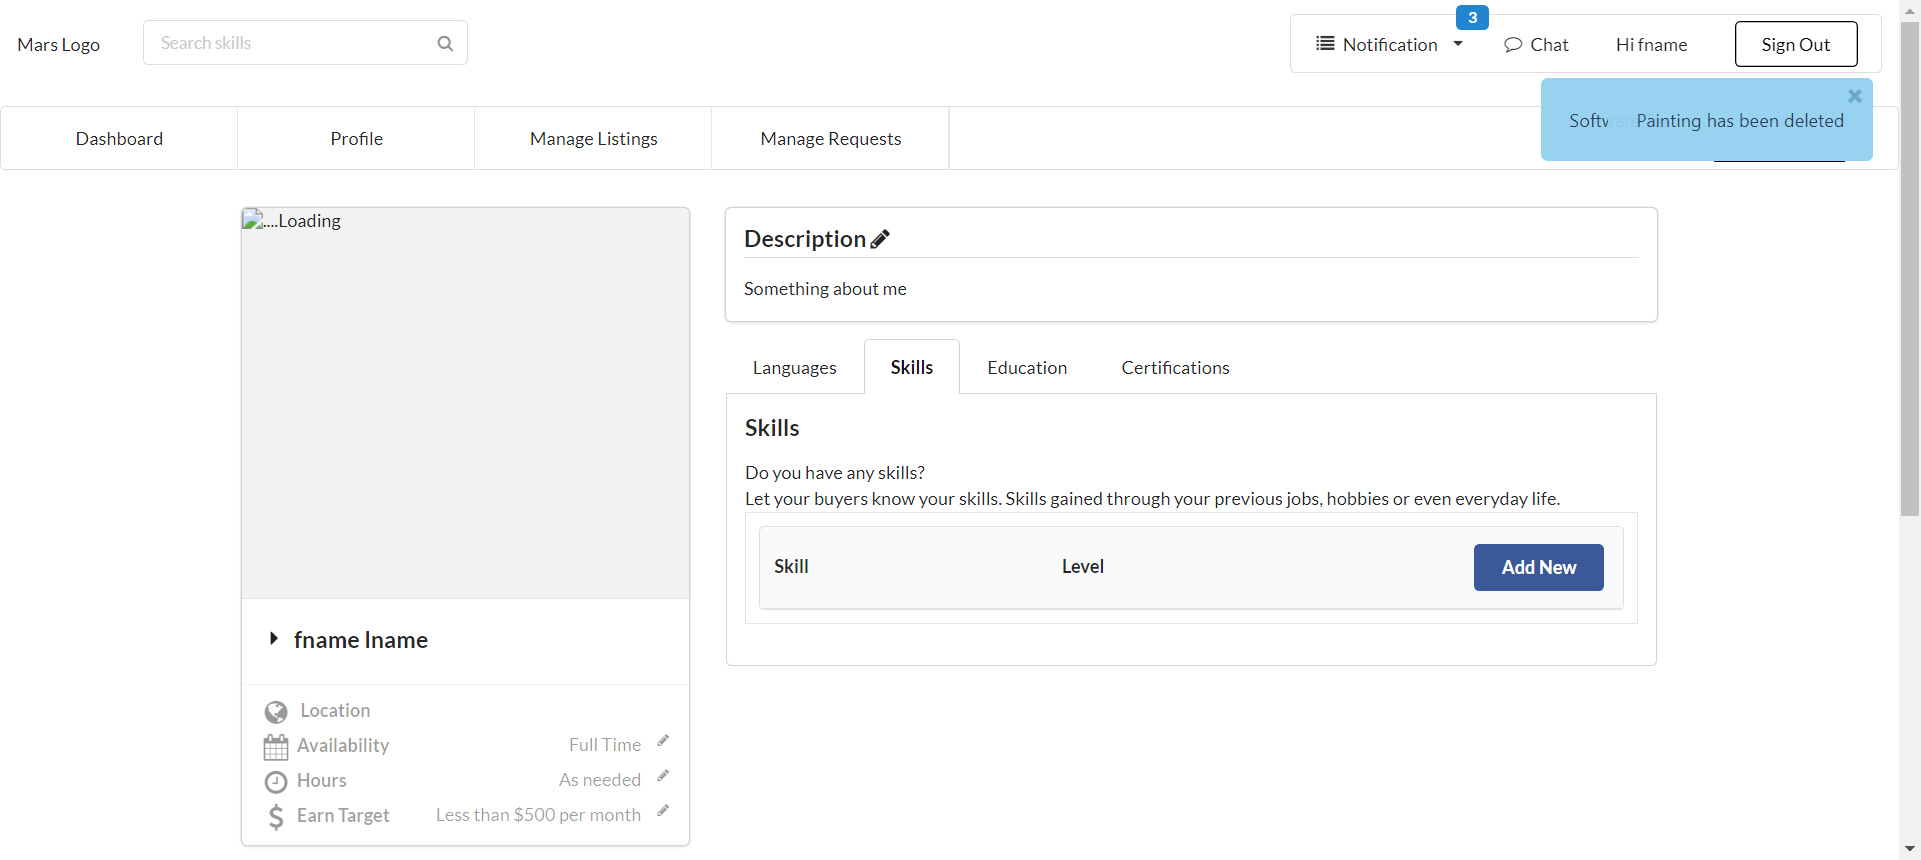 Mars Logo
Search skills
Notification
3
Chat
Hi fname
Sign Out
Painting has been deleted
Dashboard
Profile
Manage Listings
Manage Requests
....Loading
Description
Something about me
Languages
Skills
Education
Certifications
Skills
Do you have any skills?
Let your buyers know your skills. Skills gained through your previous jobs, hobbies or even everyday life.
Skill
Level
Add New
fname lname
Location
Availability
Full Time
Hours
As needed
Earn Target
Less than $500 per month